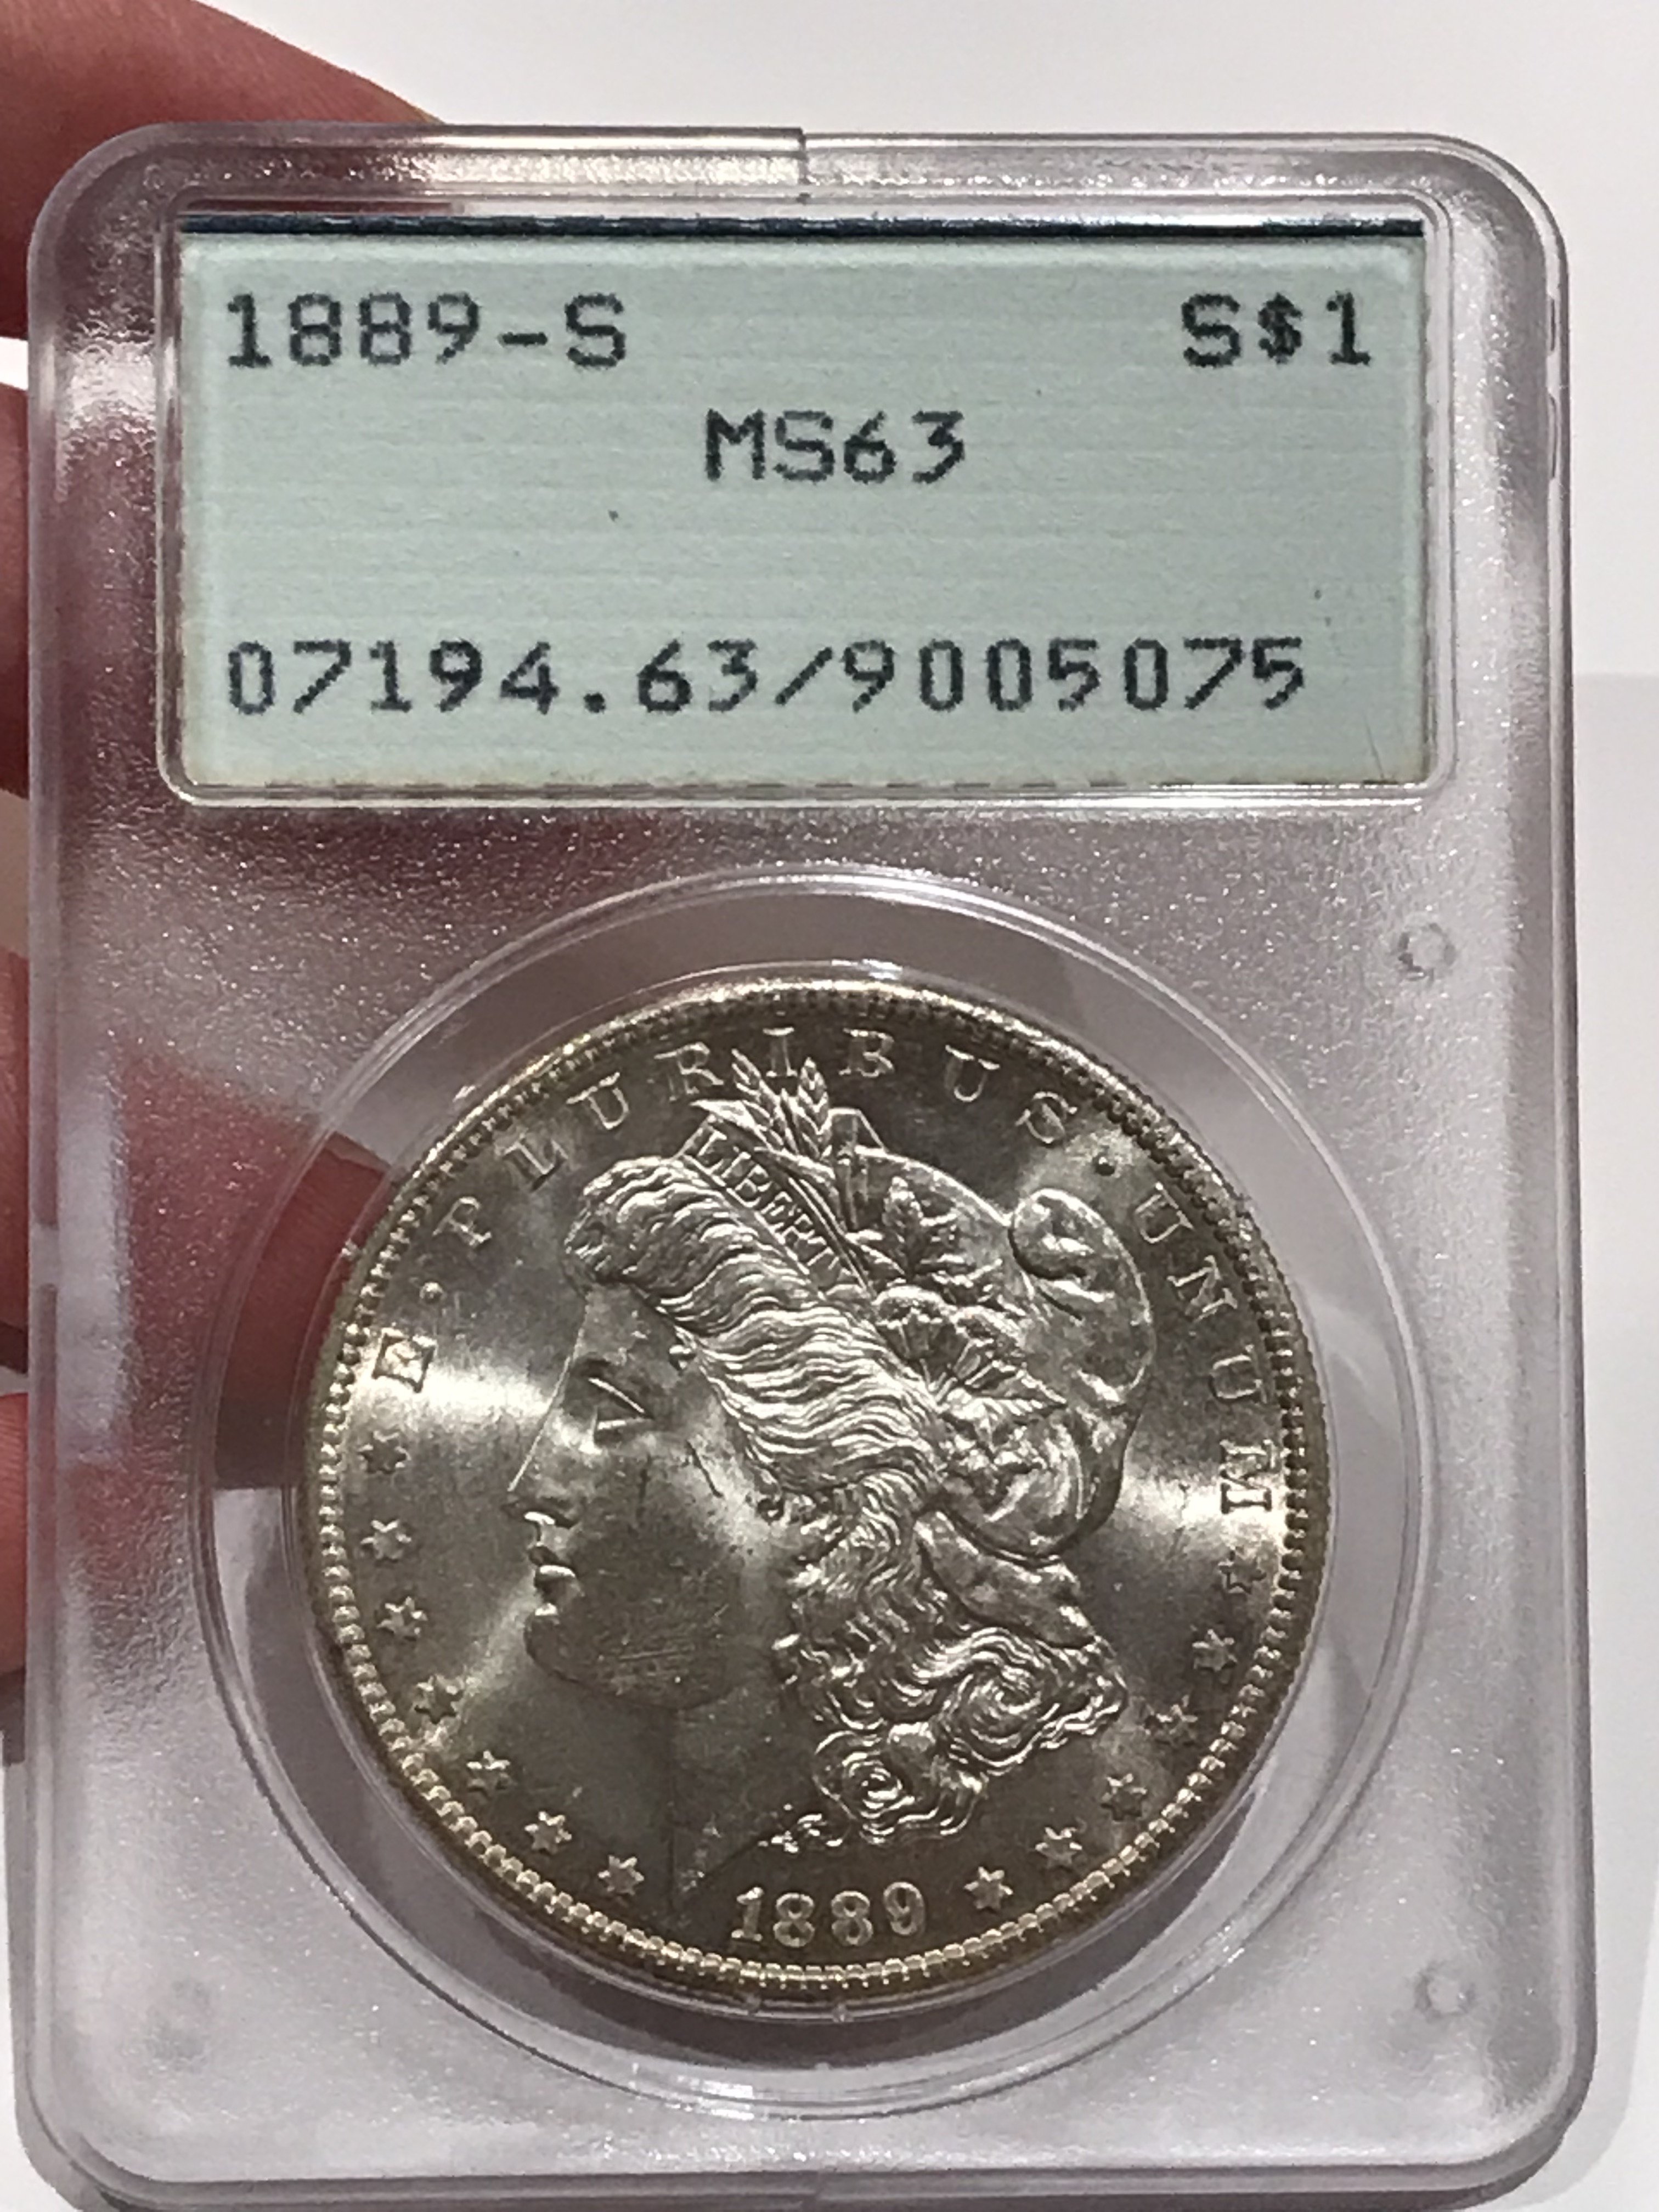 1889-S S$1
MS63
07194.63/9005075
E · PLURIBUS · UNUM
LIBERTY
1889